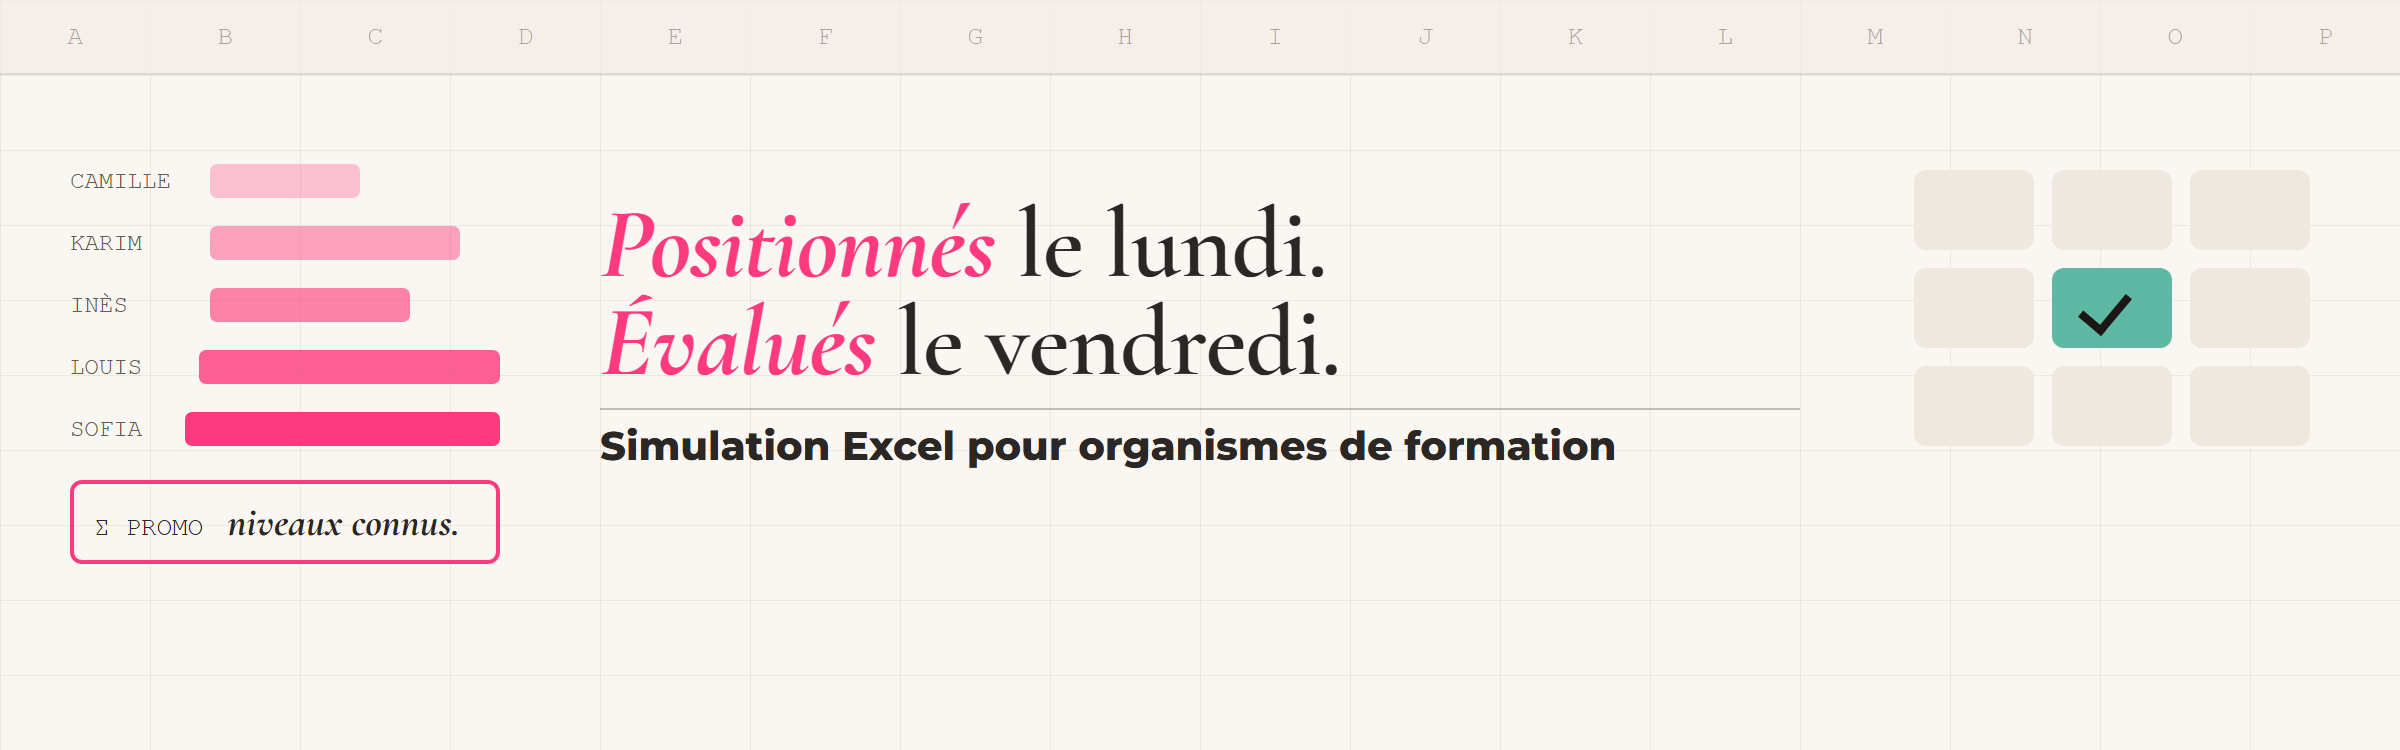 A B C D E F G H I J K L M N O P
CAMILLE
KARIM
INÈS
LOUIS
SOFIA
Σ PROMO niveaux connus.
Positionnés le lundi.
Évalués le vendredi.
Simulation Excel pour organismes de formation